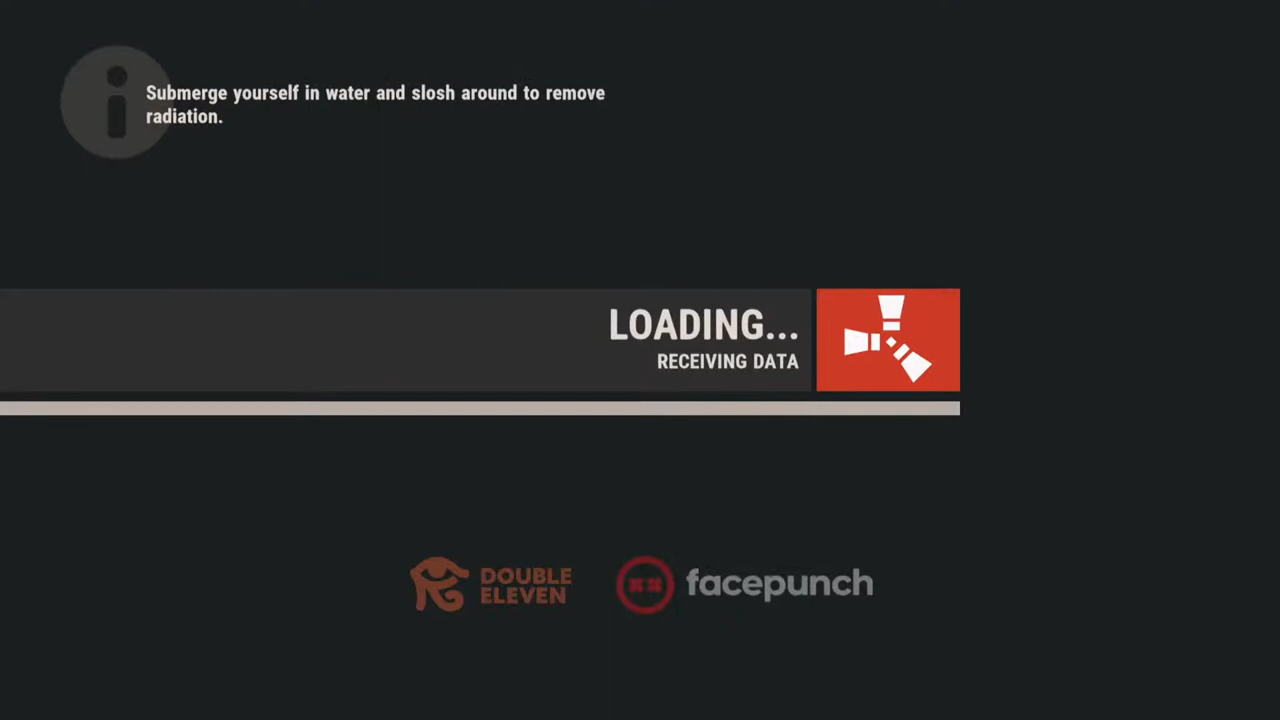 Submerge yourself in water and slosh around to remove
radiation.
LOADING...
RECEIVING DATA
DOUBLE
ELEVEN
facepunch